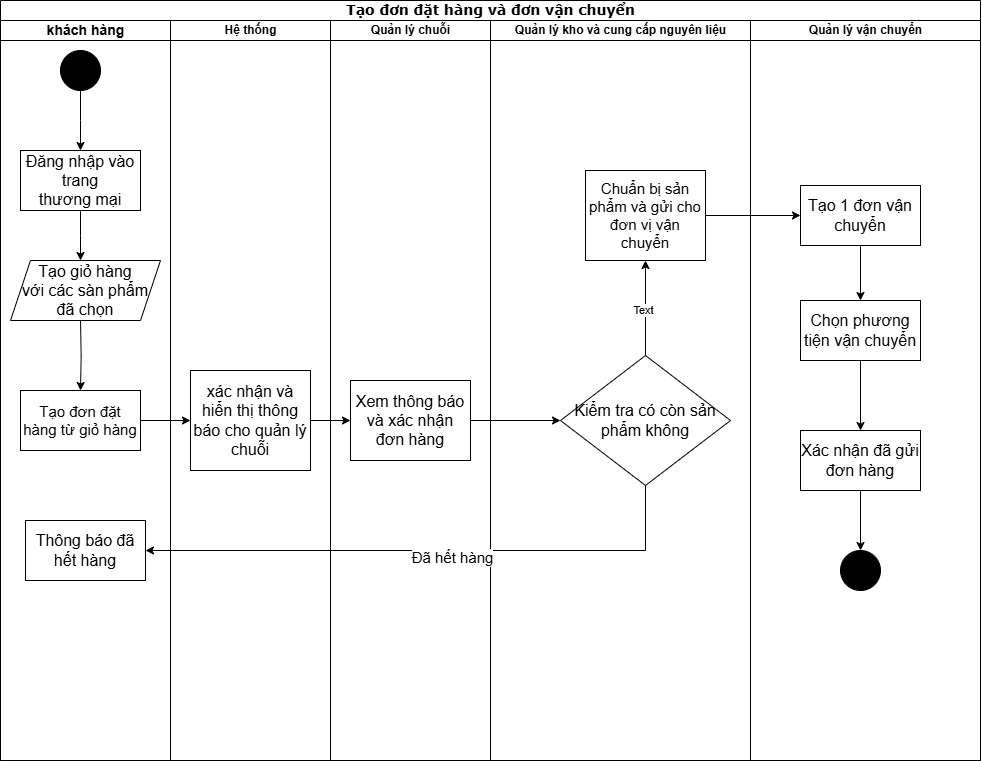 Tạo đơn đặt hàng và đơn vận chuyển
khách hàng
Hệ thống
Quản lý chuỗi
Quản lý kho và cung cấp nguyên liệu
Quản lý vận chuyển
Đăng nhập vào
trang
thương mại
Tạo giỏ hàng
với các sàn phẩm
đã chọn
Tạo đơn đặt
hàng từ giỏ hàng
xác nhận và
hiển thị thông
báo cho quản lý
chuỗi
Xem thông báo
và xác nhận
đơn hàng
Kiểm tra có còn sản
phẩm không
Text
Chuẩn bị sản
phẩm và gửi cho
đơn vị vận
chuyển
Tạo 1 đơn vận
chuyển
Chọn phương
tiện vận chuyển
Xác nhận đã gửi
đơn hàng
Đã hết hàng
Thông báo đã
hết hàng